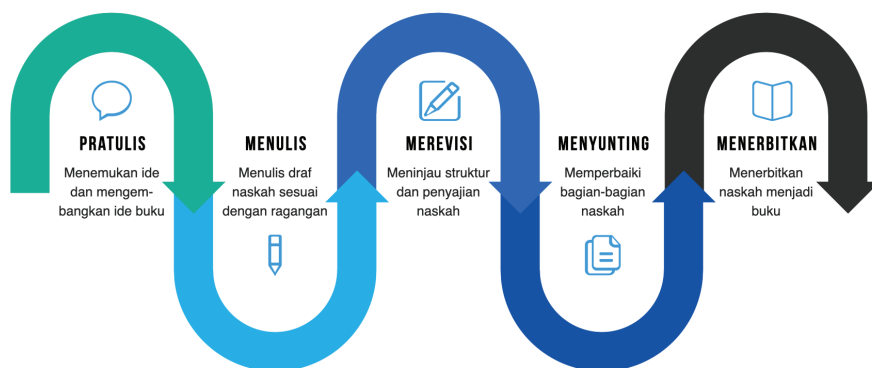 PRATULIS
Menemukan ide
dan mengem-
bangkan ide buku
MENULIS
Menulis draf
naskah sesuai
dengan ragangan
MEREVISI
Meninjau struktur
dan penyajian
naskah
MENYUNTING
Memperbaiki
bagian-bagian
naskah
MENERBITKAN
Menerbitkan
naskah menjadi
buku